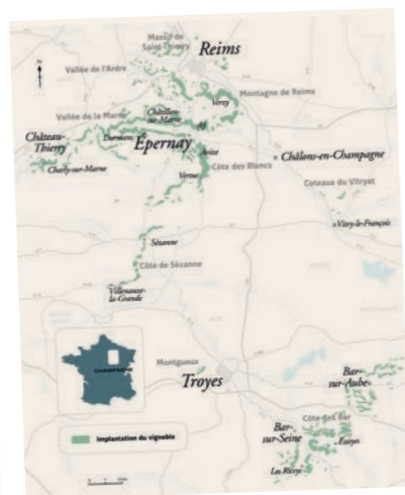 Massif de
Saint-Thierry
Reims
Vallée de l'Ardre
Montagne de Reims
Verzy
Vallée de la Marne
Châtillon-
sur-Marne
Aÿ
Château-
Thierry
Dormans
Épernay
Avize
Châlons-en-Champagne
Charly-sur-Marne
Côte des Blancs
Vertus
Coteaux du Vitryat
Vitry-le-François
Sézanne
Côte de Sézanne
Villenauxe-
la-Grande
CHAMPAGNE
Montgueux
Troyes
Bar-
sur-Aube
Côte des Bar
Bar-
sur-Seine
Essoyes
Les Riceys
Implantation du vignoble